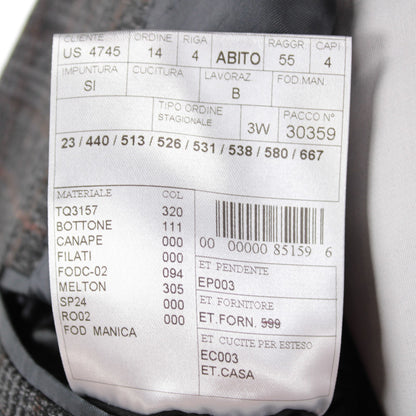 CLIENTE ORDINE RIGA RAGGR. CAPI
US 4745 14 4 ABITO 55 4
IMPUNTURA CUCITURA LAVORAZ. FOD.MAN.
SI B
TIPO ORDINE PACCO N°
STAGIONALE 3W 30359
23 / 440 / 513 / 526 / 531 / 538 / 580 / 667
MATERIALE COL
TQ3157 320
BOTTONE 111
CANAPE 000
FILATI 000
FODC-02 094
MELTON 305
SP24 000
RO02 000
FOD MANICA
00 00000 85159 6
ET PENDENTE
EP003
ET FORNITORE
ET.FORN. 599
ET CUCITE PER ESTESO
EC003
ET.CASA